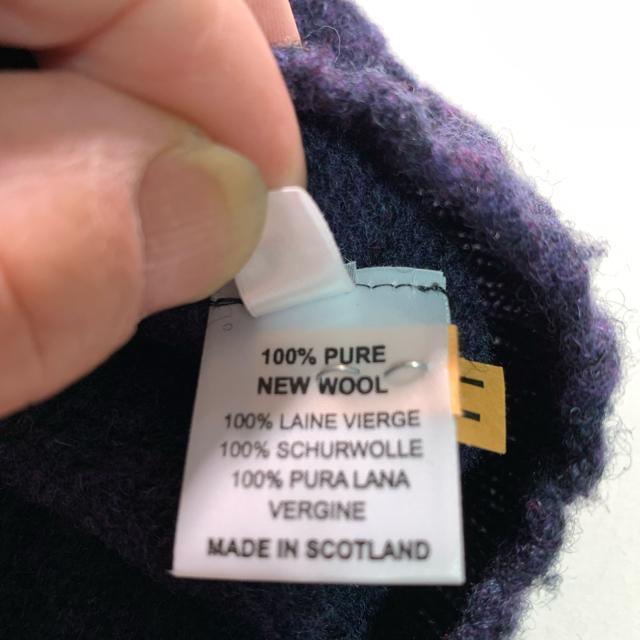 100% PURE
NEW WOOL
100% LAINE VIERGE
100% SCHURWOLLE
100% PURA LANA
VERGINE
MADE IN SCOTLAND